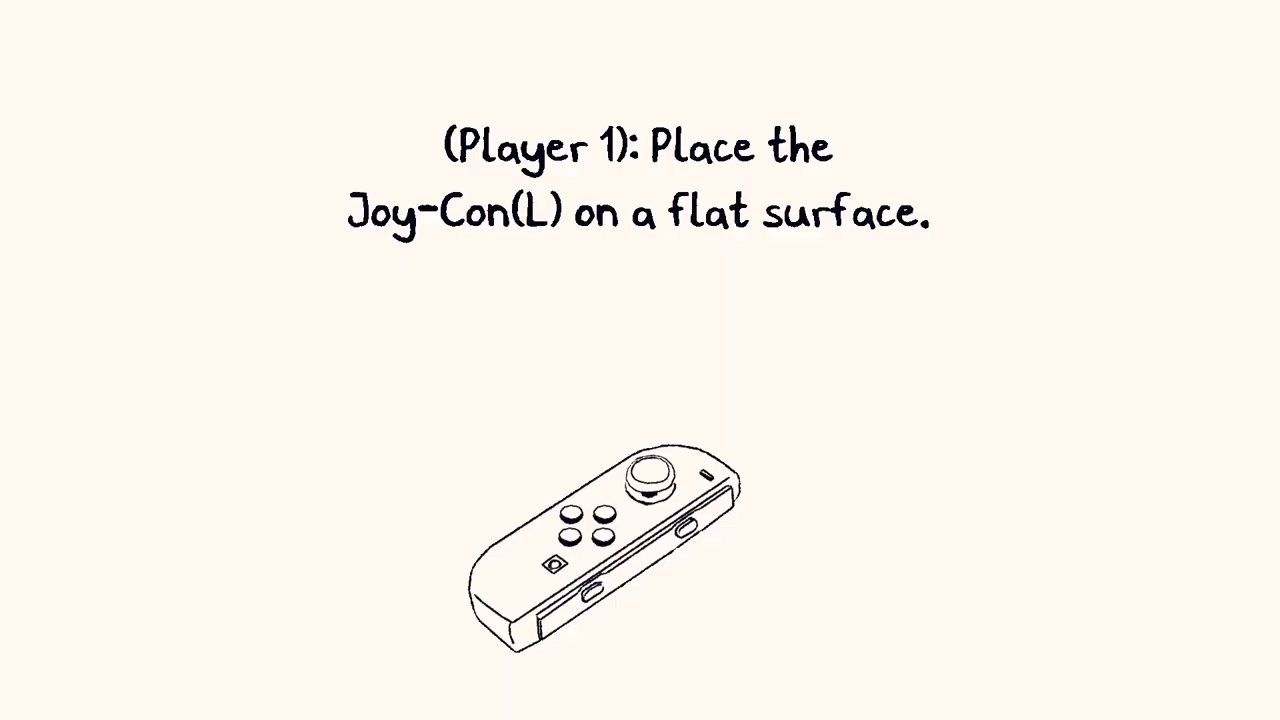 (Player 1): Place the
Joy-Con(L) on a flat surface.